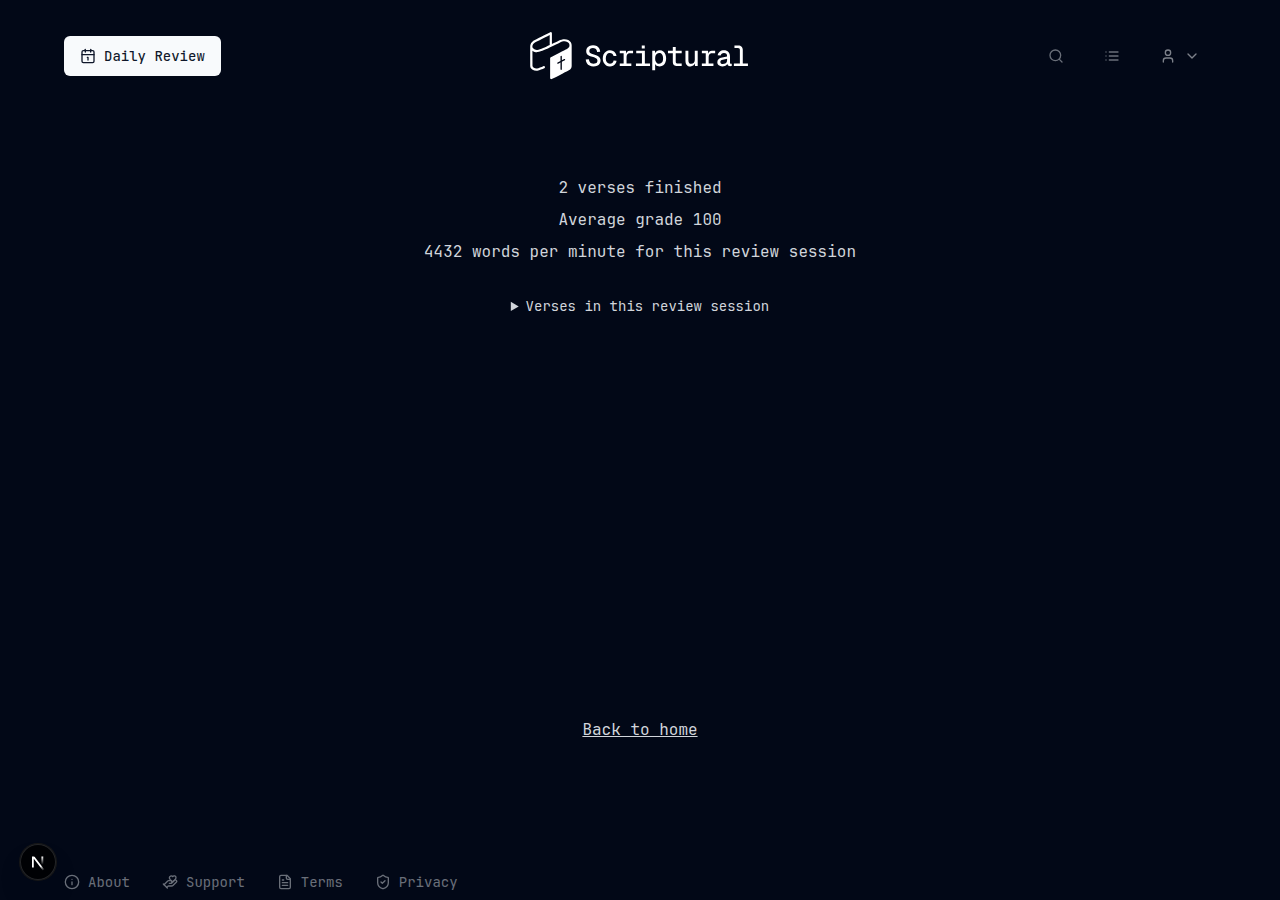 Daily Review
Scriptural
2 verses finished
Average grade 100
4432 words per minute for this review session
Verses in this review session
Back to home
About
Support
Terms
Privacy